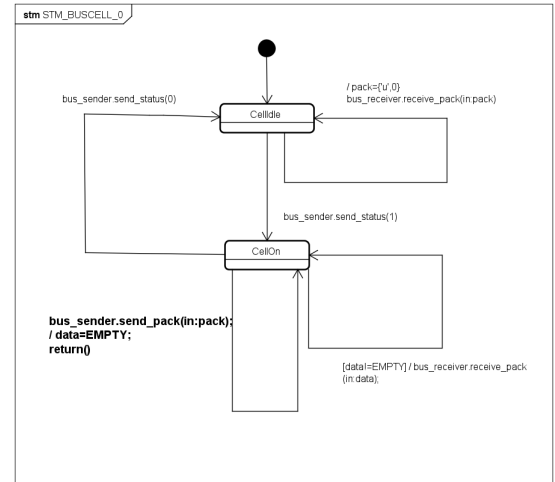 stm STM_BUSCELL_0
bus_sender.send_status(0)
/ pack={'u',0}
bus_receiver.receive_pack(in:pack)
CellIdle
bus_sender.send_status(1)
CellOn
bus_sender.send_pack(in:pack);
/ data=EMPTY;
return()
[data!=EMPTY] / bus_receiver.receive_pack
(in:data);